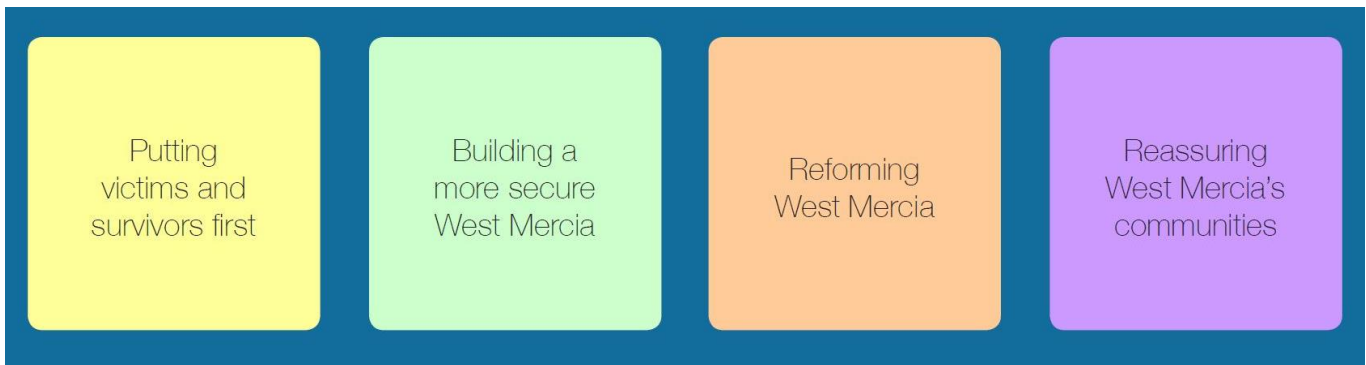 Putting
victims and
survivors first
Building a
more secure
West Mercia
Reforming
West Mercia
Reassuring
West Mercia’s
communities